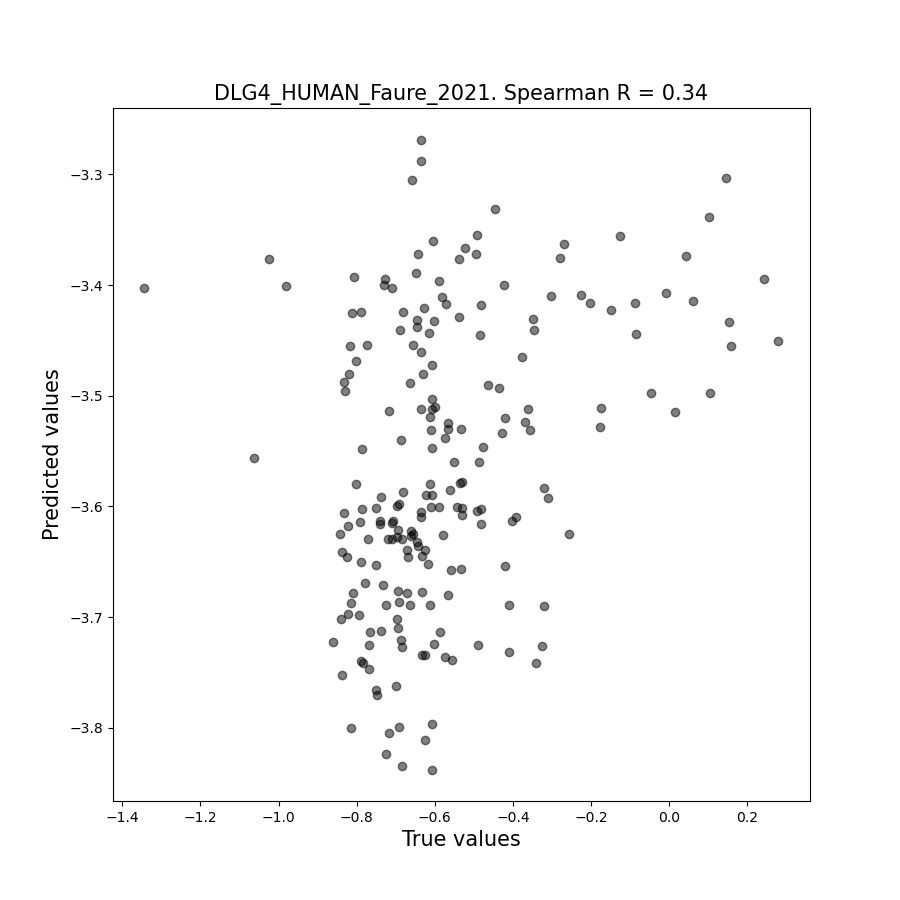 DLG4_HUMAN_Faure_2021. Spearman R = 0.34
Predicted values
−3.3
−3.4
−3.5
−3.6
−3.7
−3.8
−1.4 −1.2 −1.0 −0.8 −0.6 −0.4 −0.2 0.0 0.2
True values